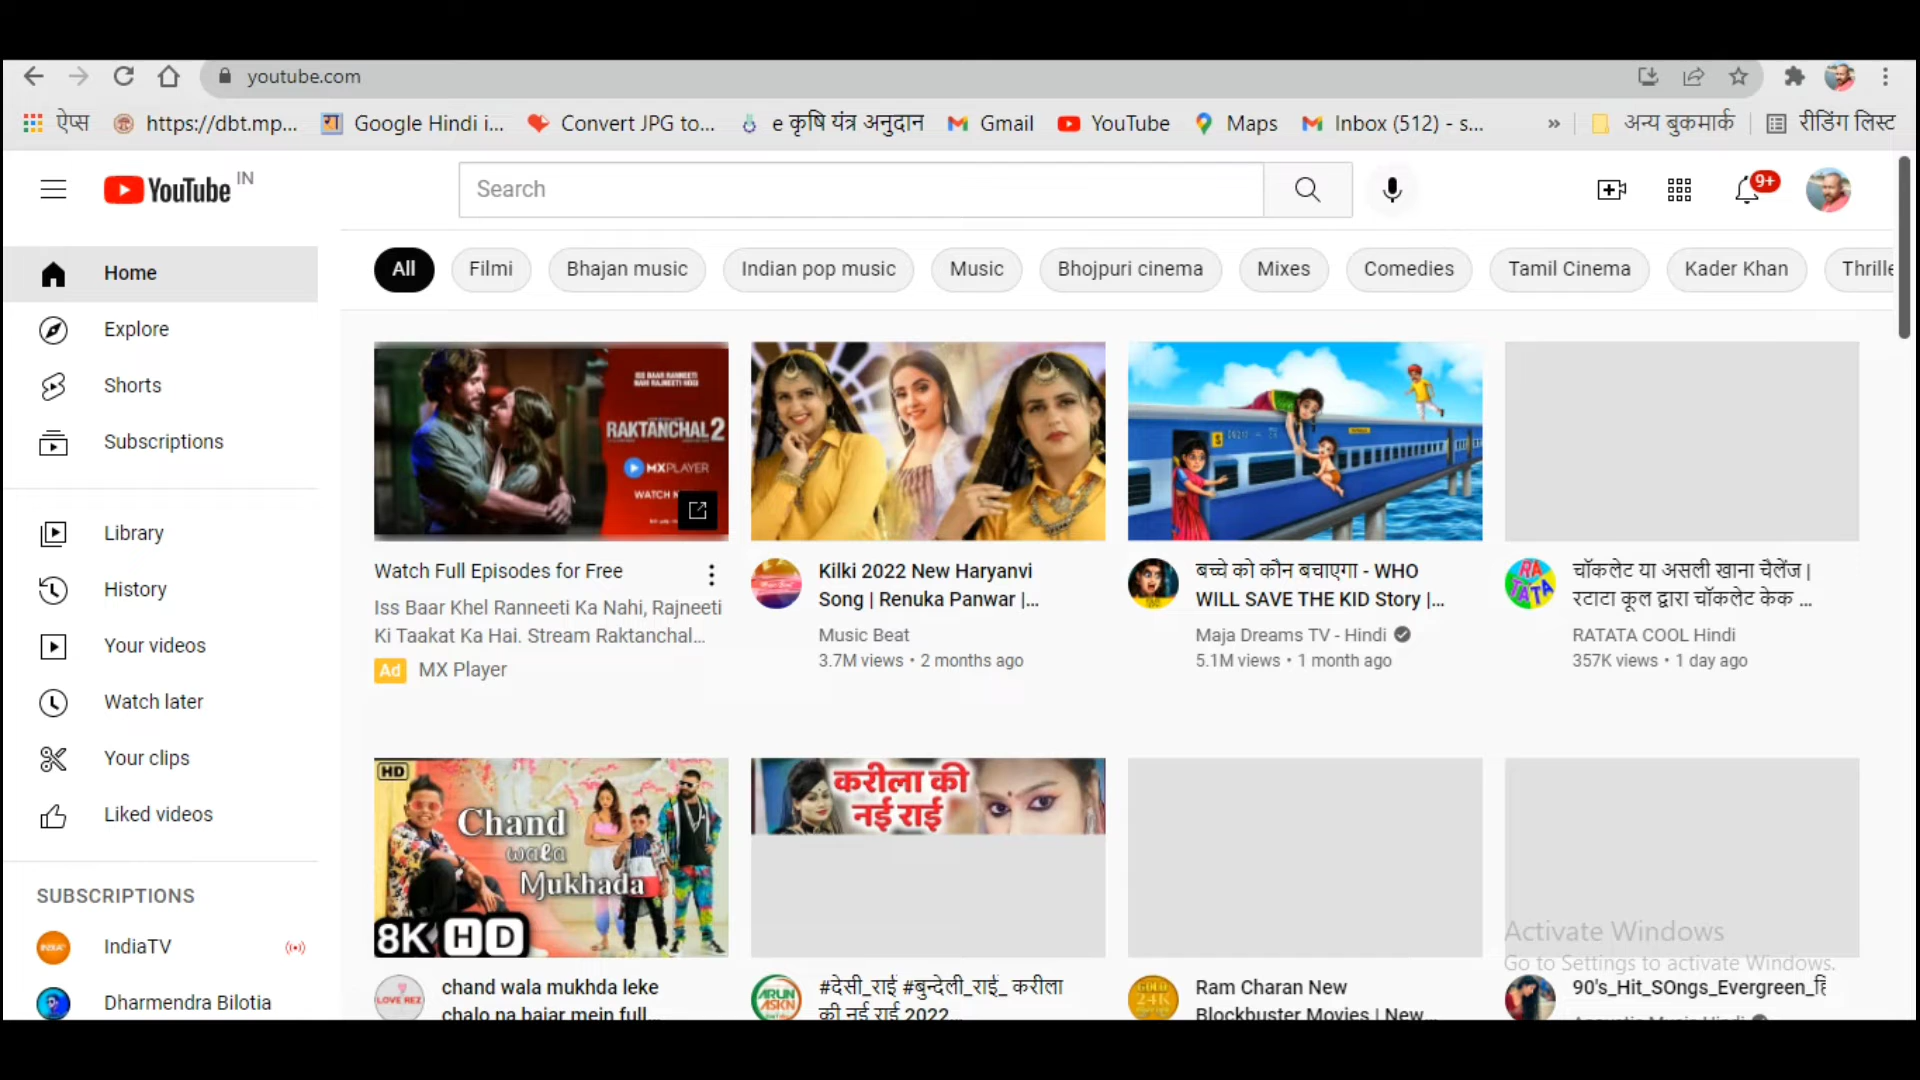 youtube.com
ऐप्स
https://dbt.mp...
Google Hindi i...
Convert JPG to...
e कृषि यंत्र अनुदान
Gmail
YouTube
Maps
Inbox (512) - s...
»
अन्य बुकमार्क
रीडिंग लिस्ट
YouTube IN
Search
9+
Home
Explore
Shorts
Subscriptions
Library
History
Your videos
Watch later
Your clips
Liked videos
SUBSCRIPTIONS
IndiaTV
Dharmendra Bilotia
All
Filmi
Bhajan music
Indian pop music
Music
Bhojpuri cinema
Mixes
Comedies
Tamil Cinema
Kader Khan
Thrille
ISS BAAR RANNEETI
NAHI RAJNEETI HOGI
RAKTANCHAL 2
MXPLAYER
WATCH N
Watch Full Episodes for Free
Iss Baar Khel Ranneeti Ka Nahi, Rajneeti
Ki Taakat Ka Hai. Stream Raktanchal...
Ad MX Player
Kilki 2022 New Haryanvi
Song | Renuka Panwar |...
Music Beat
3.7M views • 2 months ago
बच्चे को कौन बचाएगा - WHO
WILL SAVE THE KID Story |...
Maja Dreams TV - Hindi
5.1M views • 1 month ago
RA
TATA
चॉकलेट या असली खाना चैलेंज |
रटाटा कूल द्वारा चॉकलेट केक ...
RATATA COOL Hindi
357K views • 1 day ago
HD
Chand
wala
Mukhada
8K HD
LOVE REZ
chand wala mukhda leke
chalo na bajar mein full...
करीला की
नई राई
ARUN
#देसी_राई #बुन्देली_राई_ करीला
की नई राई 2022...
GOLD
24K
Ram Charan New
Blockbuster Movies | New...
Activate Windows
Go to Settings to activate Windows.
90's_Hit_SOngs_Evergreen_हि